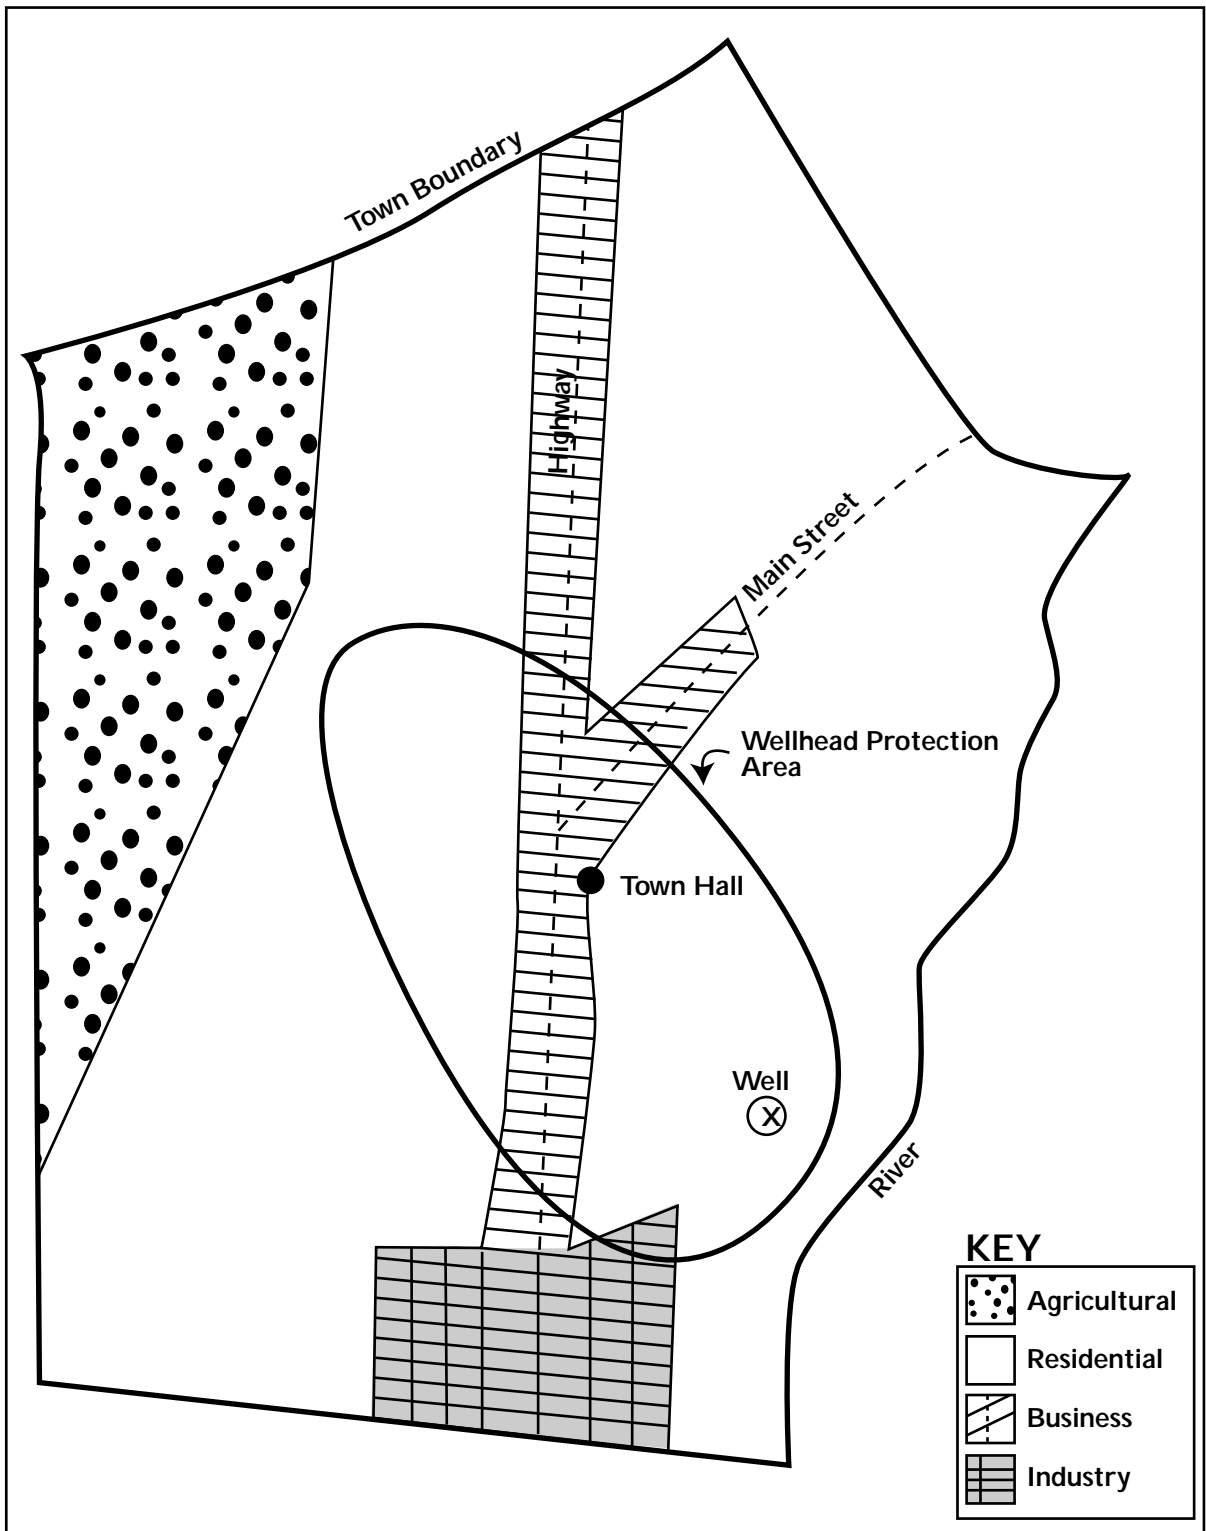 Town Boundary
Highway
Main Street
Wellhead Protection
Area
Town Hall
Well
X
River
KEY
Agricultural
Residential
Business
Industry